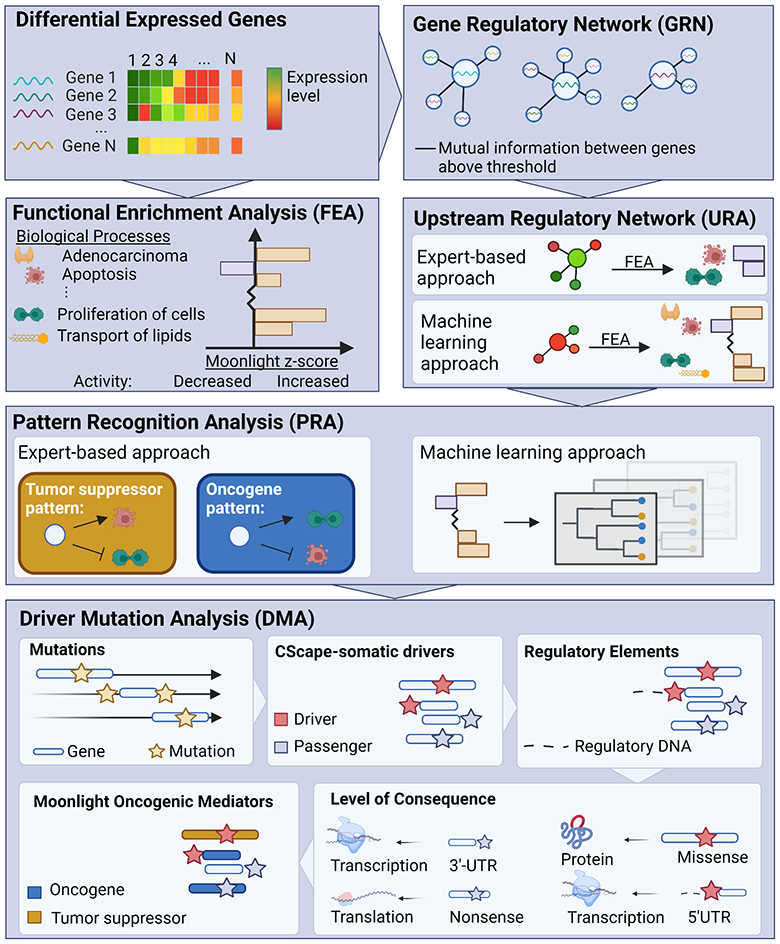 Differential Expressed Genes
1 2 3 4 ... N
Gene 1
Gene 2
Gene 3
...
Gene N
Expression
level
Gene Regulatory Network (GRN)
Mutual information between genes
above threshold
Functional Enrichment Analysis (FEA)
Biological Processes
Adenocarcinoma
Apoptosis
⋮
Proliferation of cells
Transport of lipids
Moonlight z-score
Activity: Decreased Increased
Upstream Regulatory Network (URA)
Expert-based
approach
FEA
Machine
learning
approach
FEA
Pattern Recognition Analysis (PRA)
Expert-based approach
Tumor suppressor
pattern:
Oncogene
pattern:
Machine learning approach
Driver Mutation Analysis (DMA)
Mutations
Gene
Mutation
CScape-somatic drivers
Driver
Passenger
Regulatory Elements
Regulatory DNA
Moonlight Oncogenic Mediators
Oncogene
Tumor suppressor
Level of Consequence
Transcription
3'-UTR
Protein
Missense
Translation
Nonsense
Transcription
5'UTR